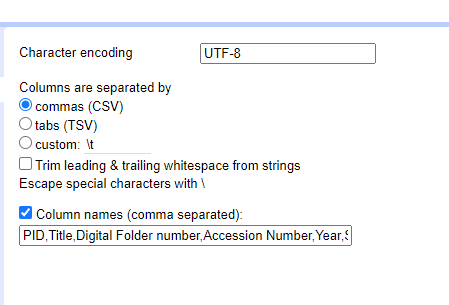 Character encoding UTF-8
Columns are separated by
commas (CSV)
tabs (TSV)
custom: \t
Trim leading & trailing whitespace from strings
Escape special characters with \
Column names (comma separated):
PID,Title,Digital Folder number,Accession Number,Year,